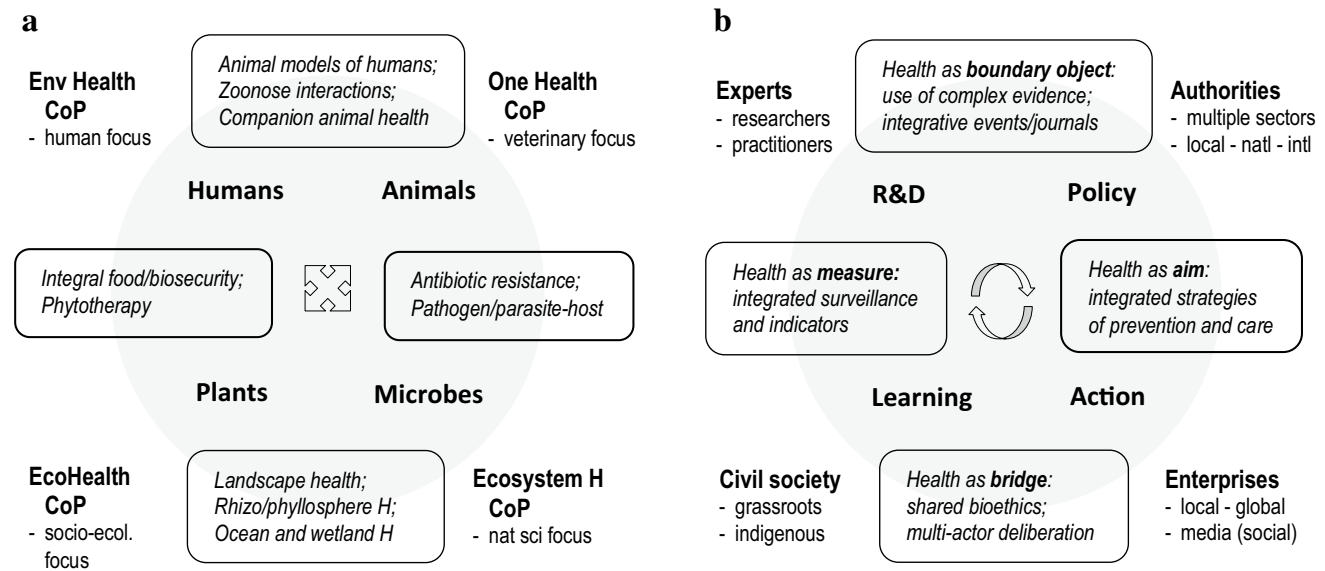 a
Env Health
CoP
- human focus
Animal models of humans;
Zoonose interactions;
Companion animal health
One Health
CoP
- veterinary focus
Humans
Animals
Integral food/biosecurity;
Phytotherapy
Antibiotic resistance;
Pathogen/parasite-host
Plants
Microbes
EcoHealth
CoP
- socio-ecol.
focus
Landscape health;
Rhizo/phyllosphere H;
Ocean and wetland H
Ecosystem H
CoP
- nat sci focus
b
Experts
- researchers
- practitioners
Health as boundary object:
use of complex evidence;
integrative events/journals
Authorities
- multiple sectors
- local - natl - intl
R&D
Policy
Health as measure:
integrated surveillance
and indicators
Health as aim:
integrated strategies
of prevention and care
Learning
Action
Civil society
- grassroots
- indigenous
Health as bridge:
shared bioethics;
multi-actor deliberation
Enterprises
- local - global
- media (social)